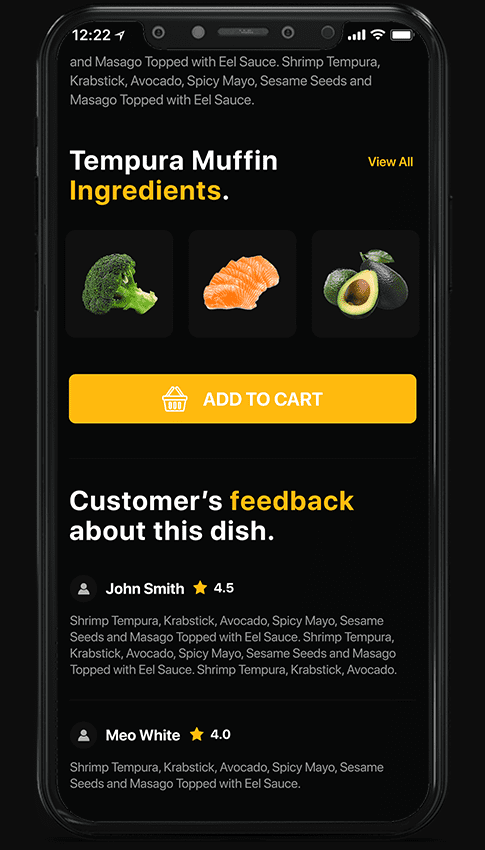 12:22
and Masago Topped with Eel Sauce. Shrimp Tempura,
Krabstick, Avocado, Spicy Mayo, Sesame Seeds and
Masago Topped with Eel Sauce.
Tempura Muffin
Ingredients.
View All
ADD TO CART
Customer’s feedback
about this dish.
John Smith 4.5
Shrimp Tempura, Krabstick, Avocado, Spicy Mayo, Sesame
Seeds and Masago Topped with Eel Sauce. Shrimp Tempura,
Krabstick, Avocado, Spicy Mayo, Sesame Seeds and Masago
Topped with Eel Sauce. Shrimp Tempura, Krabstick, Avocado.
Meo White 4.0
Shrimp Tempura, Krabstick, Avocado, Spicy Mayo, Sesame
Seeds and Masago Topped with Eel Sauce.